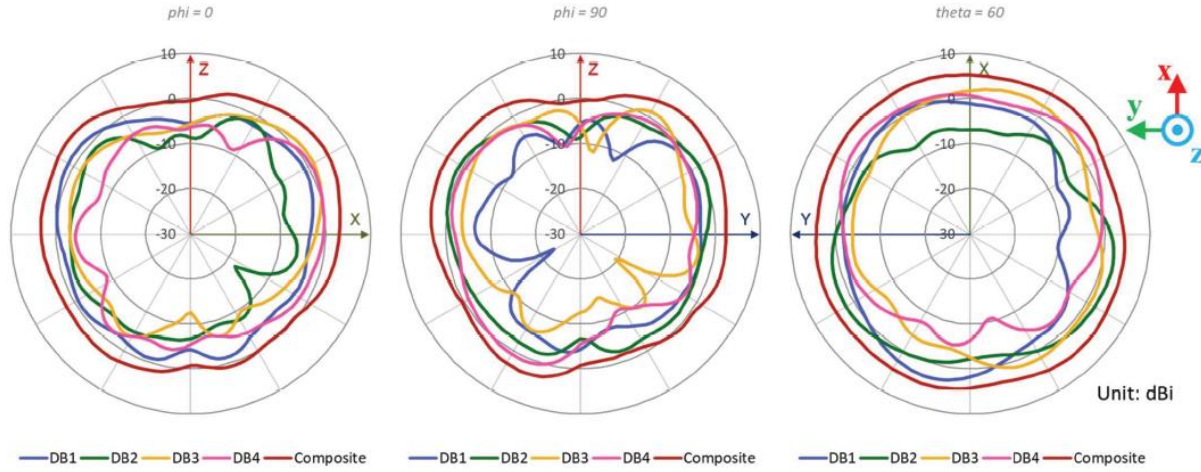 phi = 0
phi = 90
theta = 60
10
Z
0
-10
-20
-30
X
10
Z
0
-10
-20
-30
Y
10
X
0
-10
-20
-30
Y
x
y
z
Unit: dBi
DB1 DB2 DB3 DB4 Composite
DB1 DB2 DB3 DB4 Composite
DB1 DB2 DB3 DB4 Composite